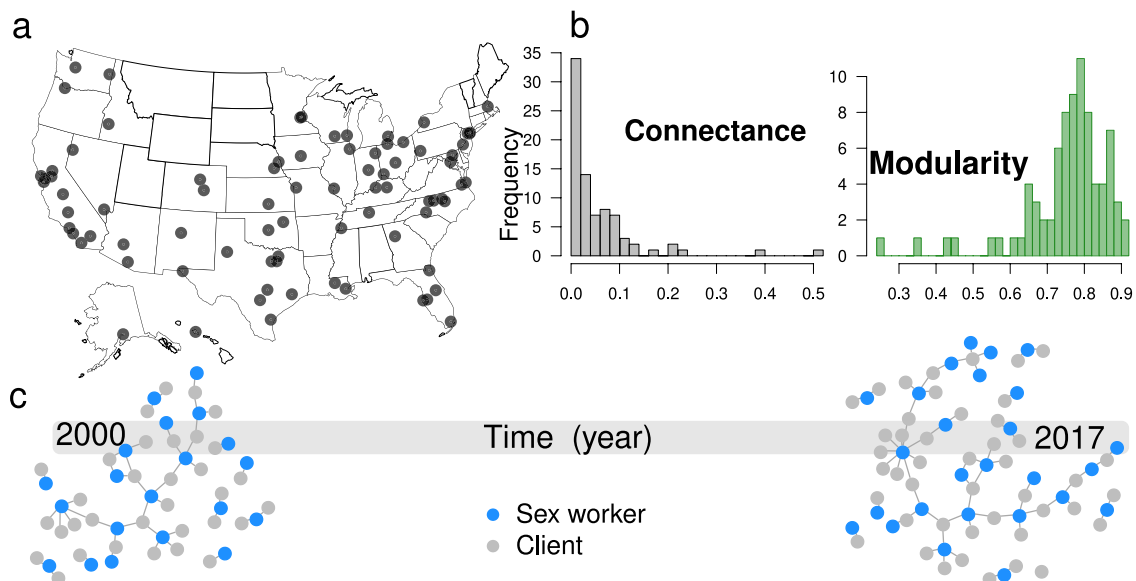 a
b
35
30
25
20
15
10
5
0
Frequency
Connectance
0.0 0.1 0.2 0.3 0.4 0.5
10
8
6
4
2
0
Modularity
0.3 0.4 0.5 0.6 0.7 0.8 0.9
c
2000 Time (year) 2017
Sex worker
Client